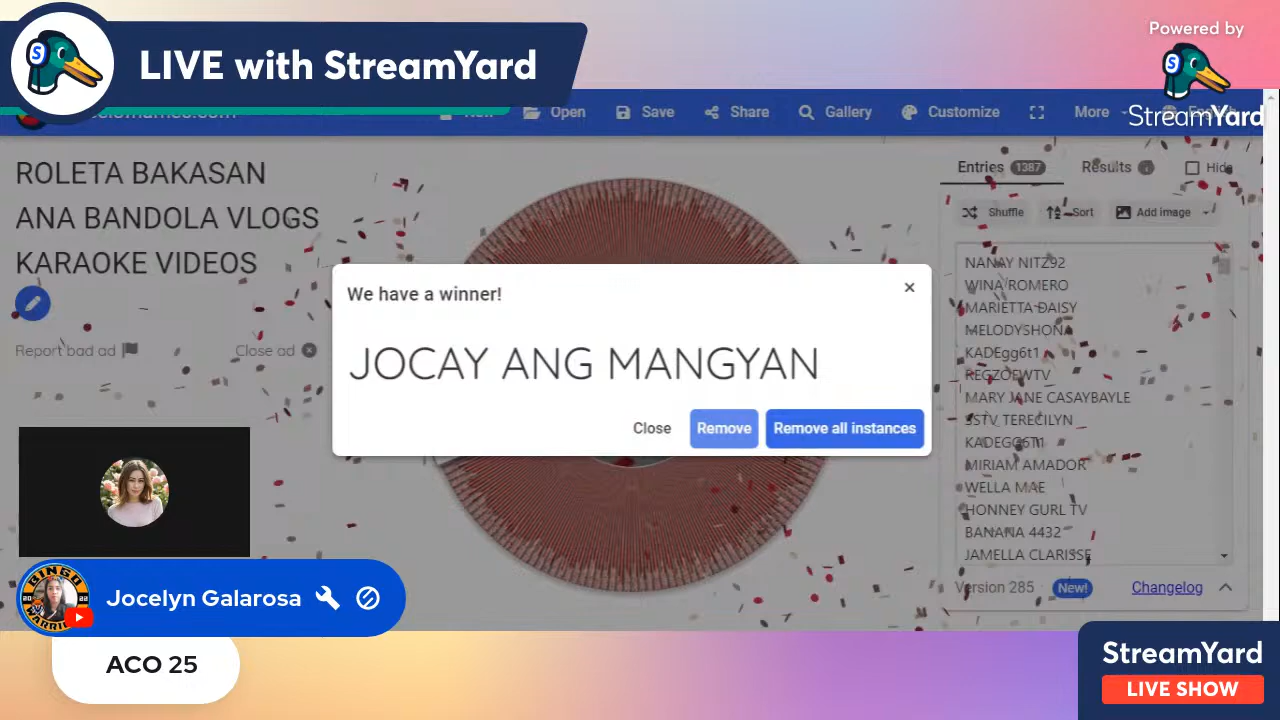 LIVE with StreamYard
Powered by
StreamYard
Open
Save
Share
Gallery
Customize
More
ROLETA BAKASAN
ANA BANDOLA VLOGS
KARAOKE VIDEOS
Report bad ad
Close ad
Entries 1387
Results
Hide
Shuffle
Sort
Add image
NANAY NITZ92
WINA ROMERO
MARIETTA DAISY
MELODYSHONA
KADEgg6t1
REGZOEWTV
MARY JANE CASAYBAYLE
SSTV TERECILYN
KADEGG6T1
MIRIAM AMADOR
WELLA MAE
HONNEY GURL TV
BANANA 4432
JAMELLA CLARISSE
Version 285
New!
Changelog
We have a winner!
×
JOCAY ANG MANGYAN
Close
Remove
Remove all instances
BINGO
2022
Jocelyn Galarosa
ACO 25
StreamYard
LIVE SHOW